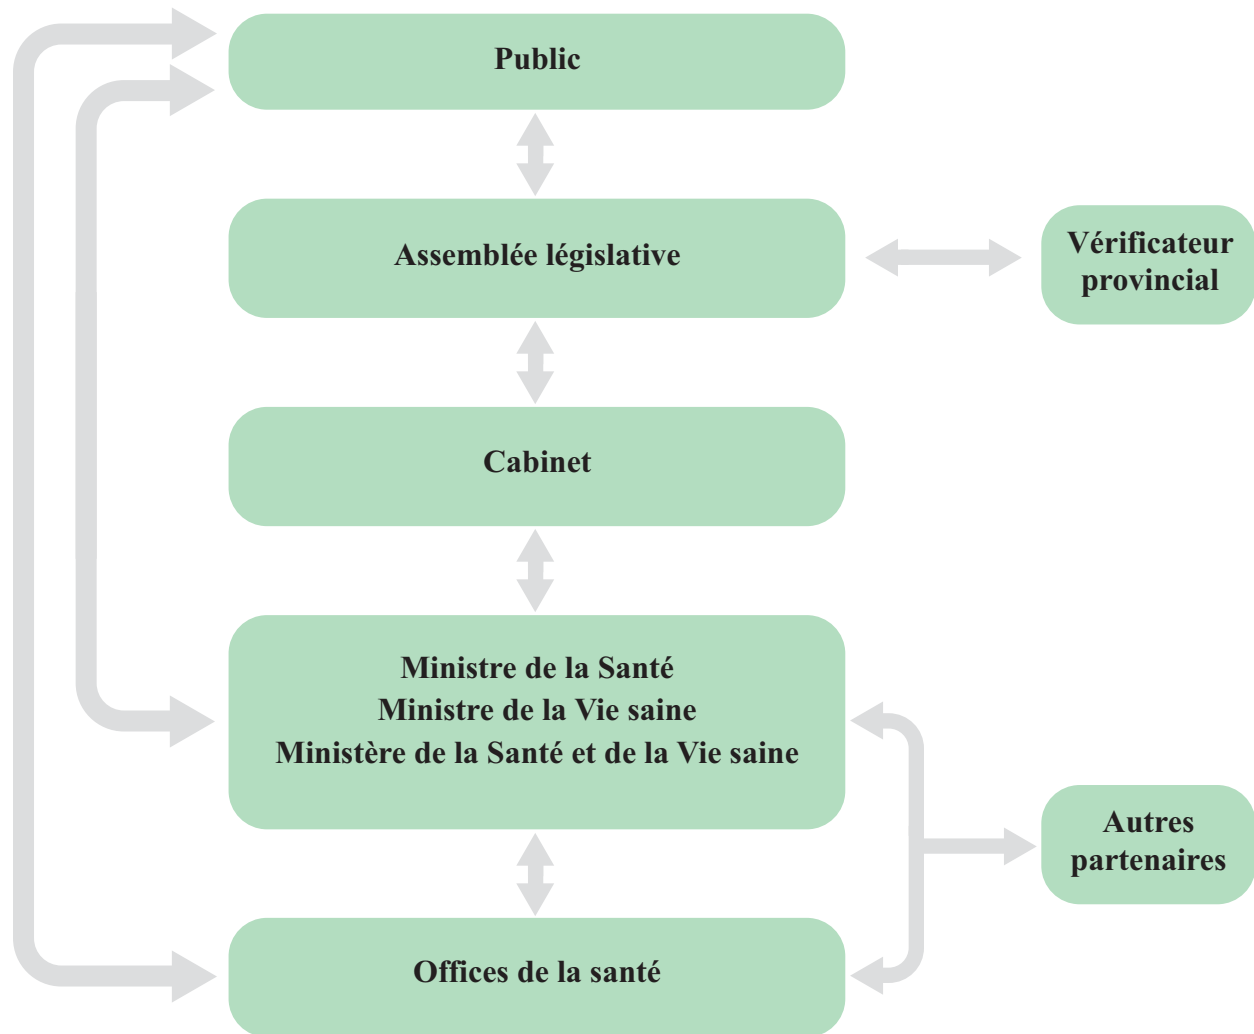 Public
Assemblée législative
Vérificateur
provincial
Cabinet
Ministre de la Santé
Ministre de la Vie saine
Ministère de la Santé et de la Vie saine
Autres
partenaires
Offices de la santé